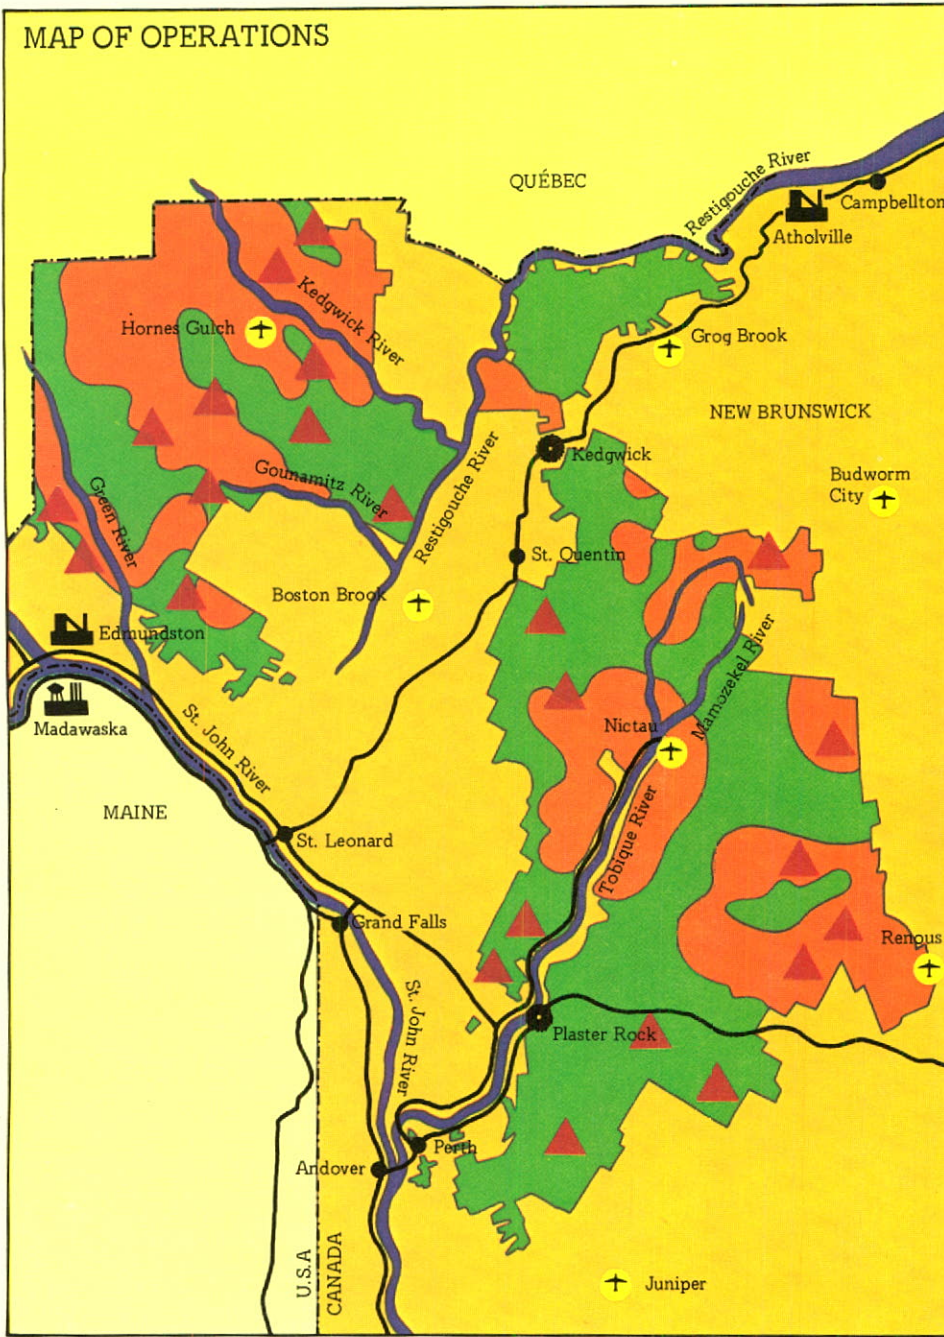 MAP OF OPERATIONS
QUÉBEC
Restigouche River
Campbellton
Atholville
Kedgwick River
Hornes Gulch
Grog Brook
NEW BRUNSWICK
Kedgwick
Budworm
City
Gounamitz River
Green River
Restigouche River
St. Quentin
Boston Brook
Edmundston
Mamozekel River
Madawaska
St. John River
Nictau
MAINE
Tobique River
St. Leonard
Grand Falls
Renous
St. John River
Plaster Rock
Perth
Andover
U.S.A
CANADA
Juniper